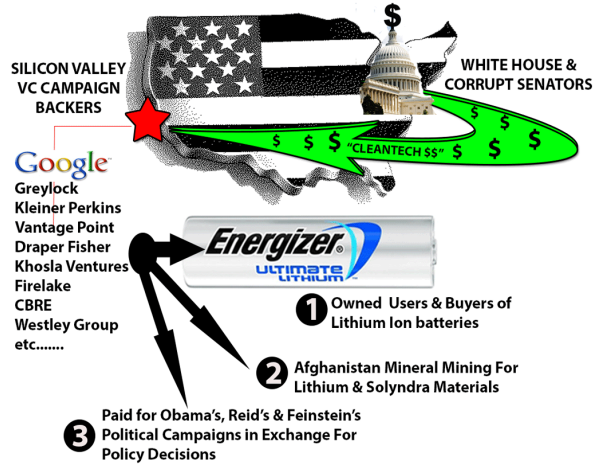 $
SILICON VALLEY
VC CAMPAIGN
BACKERS
WHITE HOUSE &
CORRUPT SENATORS
$ $ $ "CLEANTECH $$" $ $ $ $ $
Google™
Greylock
Kleiner Perkins
Vantage Point
Draper Fisher
Khosla Ventures
Firelake
CBRE
Westley Group
etc.......
Energizer®
ULTIMATE
LITHIUM™
1 Owned Users & Buyers of
Lithium Ion batteries
2 Afghanistan Mineral Mining For
Lithium & Solyndra Materials
3 Paid for Obama's, Reid's & Feinstein's
Political Campaigns in Exchange For
Policy Decisions